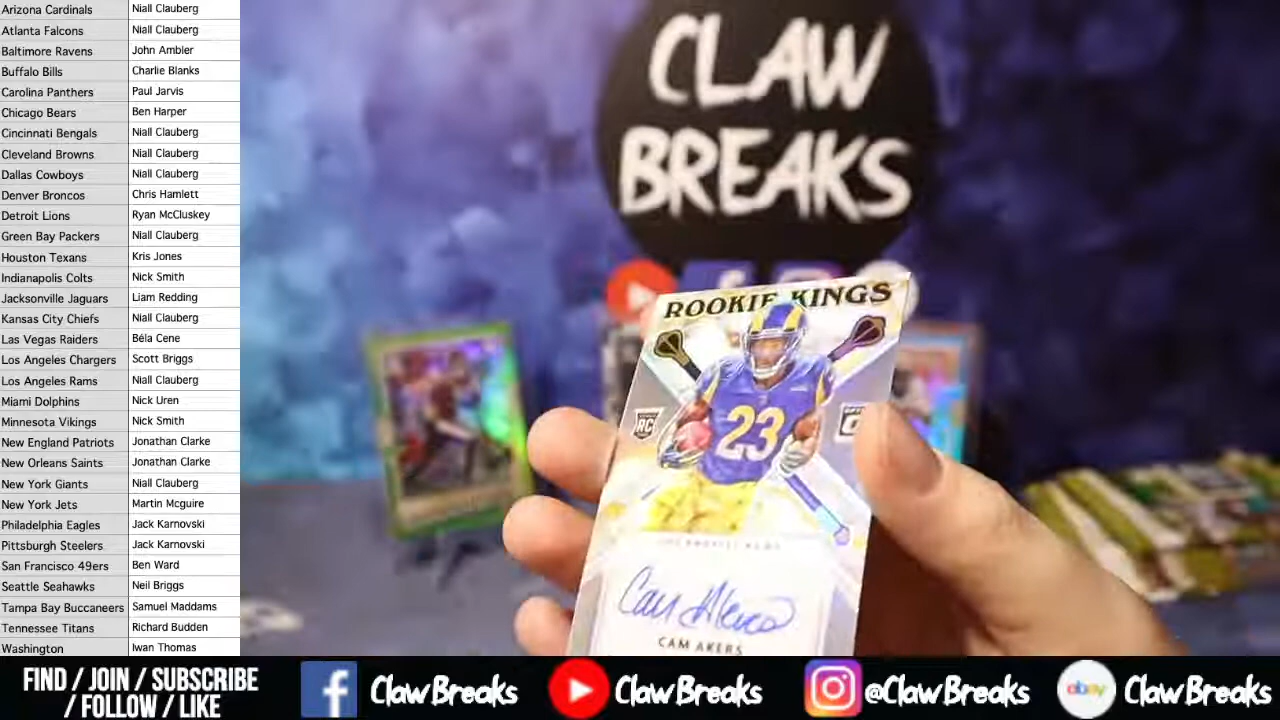 Arizona Cardinals Niall Clauberg
Atlanta Falcons Niall Clauberg
Baltimore Ravens John Ambler
Buffalo Bills Charlie Blanks
Carolina Panthers Paul Jarvis
Chicago Bears Ben Harper
Cincinnati Bengals Niall Clauberg
Cleveland Browns Niall Clauberg
Dallas Cowboys Niall Clauberg
Denver Broncos Chris Hamlett
Detroit Lions Ryan McCluskey
Green Bay Packers Niall Clauberg
Houston Texans Kris Jones
Indianapolis Colts Nick Smith
Jacksonville Jaguars Liam Redding
Kansas City Chiefs Niall Clauberg
Las Vegas Raiders Béla Cene
Los Angeles Chargers Scott Briggs
Los Angeles Rams Niall Clauberg
Miami Dolphins Nick Uren
Minnesota Vikings Nick Smith
New England Patriots Jonathan Clarke
New Orleans Saints Jonathan Clarke
New York Giants Niall Clauberg
New York Jets Martin Mcguire
Philadelphia Eagles Jack Karnovski
Pittsburgh Steelers Jack Karnovski
San Francisco 49ers Ben Ward
Seattle Seahawks Neil Briggs
Tampa Bay Buccaneers Samuel Maddams
Tennessee Titans Richard Budden
Washington Iwan Thomas
CLAW
BREAKS
ROOKIE KINGS
RC
23
Cam Akers
CAM AKERS
FIND / JOIN / SUBSCRIBE
/ FOLLOW / LIKE
f ClawBreaks
ClawBreaks
@ClawBreaks
ebay ClawBreaks